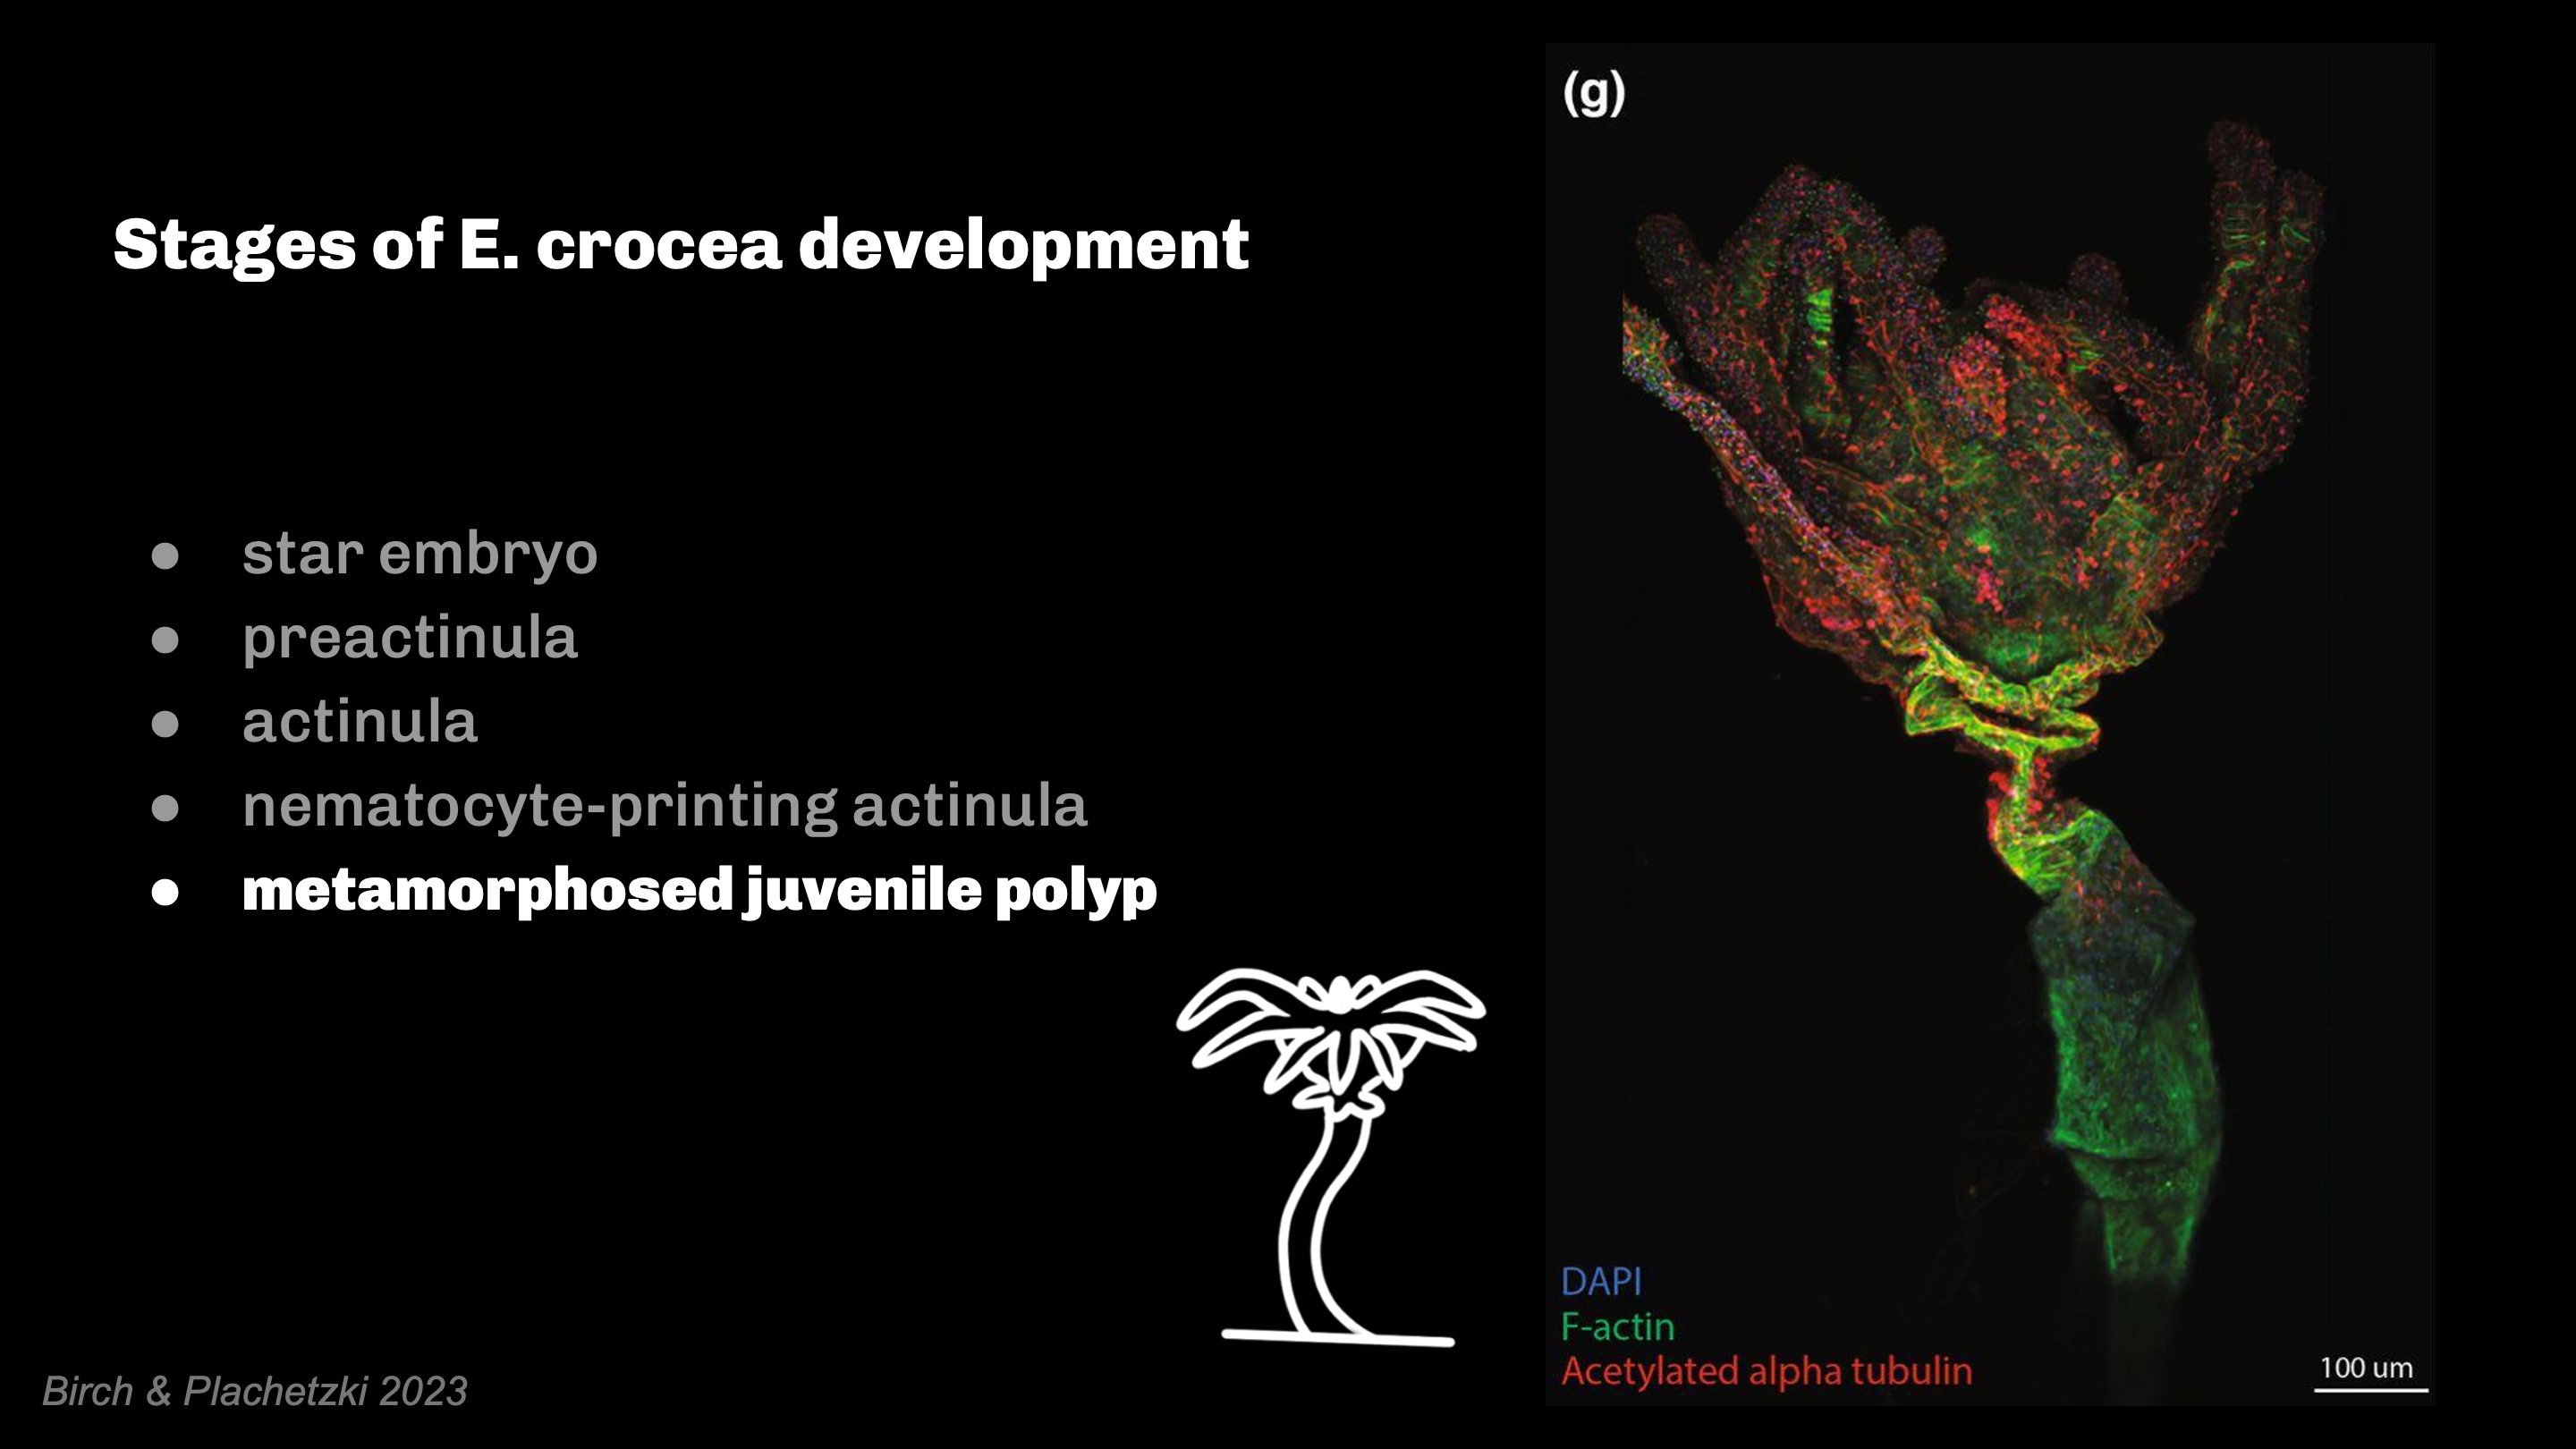 Stages of E. crocea development
● star embryo
● preactinula
● actinula
● nematocyte-printing actinula
● metamorphosed juvenile polyp
Birch & Plachetzki 2023
(g)
DAPI
F-actin
Acetylated alpha tubulin
100 um